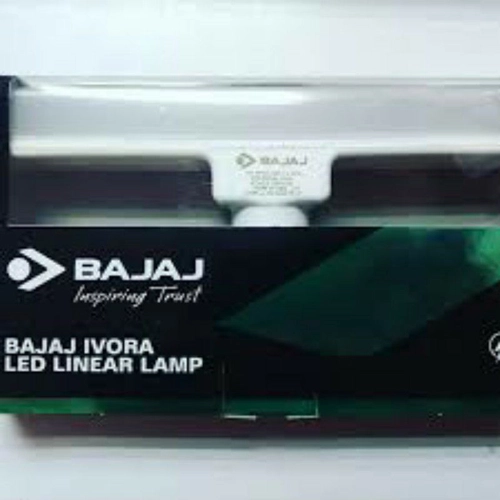 BAJAJ
BAJAJ
Inspiring Trust
BAJAJ IVORA
LED LINEAR LAMP